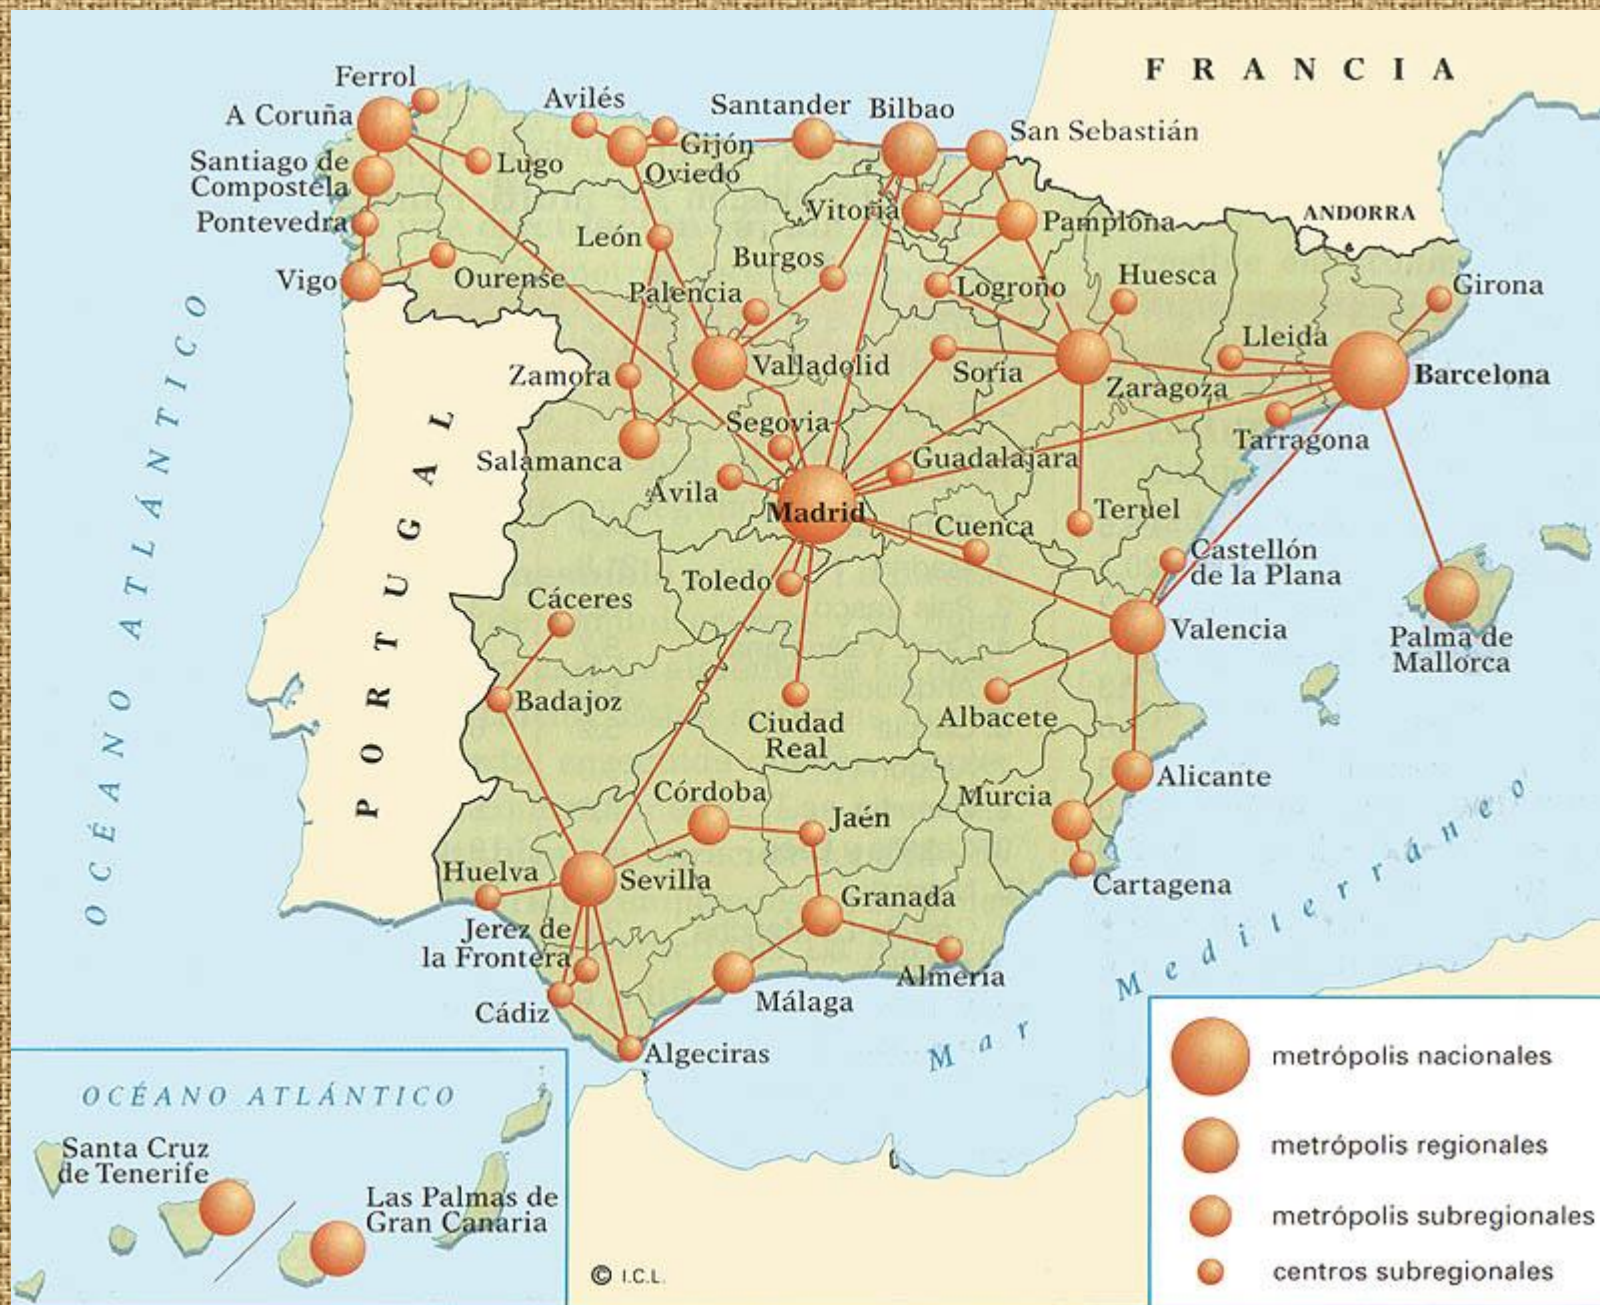 FRANCIA
Ferrol
A Coruña
Avilés
Santander
Bilbao
San Sebastián
Gijón
Oviedo
Santiago de
Compostela
Lugo
Pontevedra
Vitoria
Pamplona
ANDORRA
León
Burgos
Vigo
Ourense
Palencia
Logroño
Huesca
Girona
Lleida
Zamora
Valladolid
Soria
Zaragoza
Barcelona
Segovia
Tarragona
Salamanca
Ávila
Guadalajara
Madrid
Cuenca
Teruel
Castellón
de la Plana
Toledo
Cáceres
Valencia
Palma de
Mallorca
OCÉANO ATLÁNTICO
PORTUGAL
Badajoz
Ciudad
Real
Albacete
Alicante
Córdoba
Murcia
Jaén
Huelva
Sevilla
Granada
Cartagena
Jerez de
la Frontera
Almería
Cádiz
Málaga
Mar Mediterráneo
Algeciras
OCÉANO ATLÁNTICO
Santa Cruz
de Tenerife
Las Palmas de
Gran Canaria
© I.C.L.
metrópolis nacionales
metrópolis regionales
metrópolis subregionales
centros subregionales